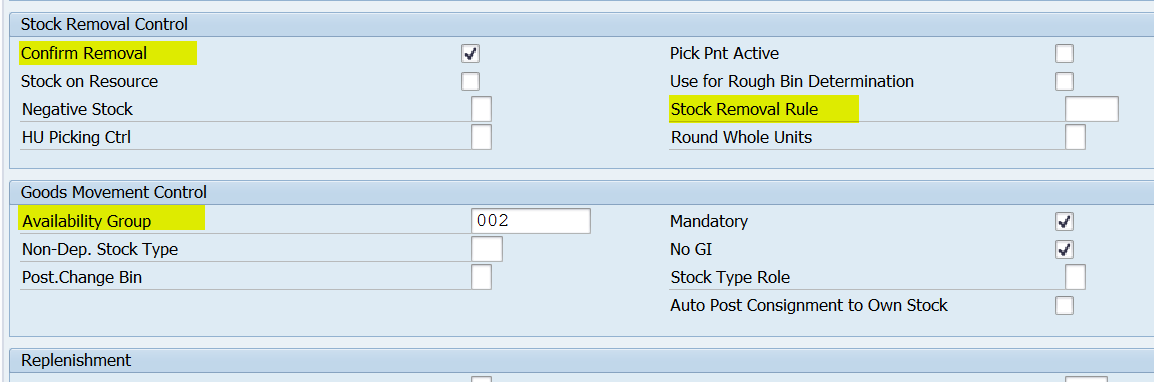 Stock Removal Control
Confirm Removal Pick Pnt Active
Stock on Resource Use for Rough Bin Determination
Negative Stock Stock Removal Rule
HU Picking Ctrl Round Whole Units
Goods Movement Control
Availability Group 002 Mandatory
Non-Dep. Stock Type No GI
Post.Change Bin Stock Type Role
Auto Post Consignment to Own Stock
Replenishment